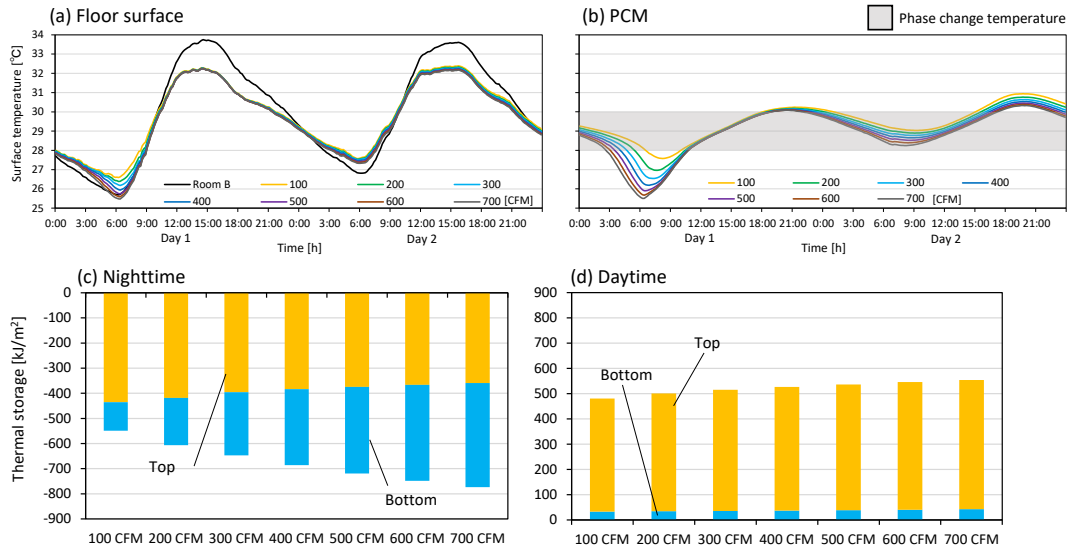 (a) Floor surface
(b) PCM
Phase change temperature
Surface temperature [℃]
34
33
32
31
30
29
28
27
26
25
Room B
100
200
300
400
500
600
700 [CFM]
0:00 3:00 6:00 9:00 12:00 15:00 18:00 21:00 0:00 3:00 6:00 9:00 12:00 15:00 18:00 21:00
Day 1
Day 2
Time [h]
100
200
300
400
500
600
700 [CFM]
0:00 3:00 6:00 9:00 12:00 15:00 18:00 21:00 0:00 3:00 6:00 9:00 12:00 15:00 18:00 21:00
Day 1
Day 2
Time [h]
(c) Nighttime
Thermal storage [kJ/m²]
0
-100
-200
-300
-400
-500
-600
-700
-800
-900
Top
Bottom
100 CFM 200 CFM 300 CFM 400 CFM 500 CFM 600 CFM 700 CFM
(d) Daytime
900
800
700
600
500
400
300
200
100
0
Top
Bottom
100 CFM 200 CFM 300 CFM 400 CFM 500 CFM 600 CFM 700 CFM